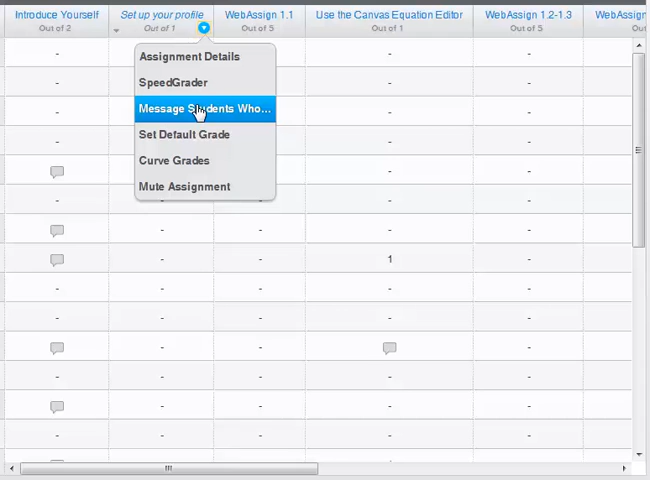 Introduce Yourself Set up your profile WebAssign 1.1 Use the Canvas Equation Editor WebAssign 1.2-1.3 WebAssign
Out of 2 Out of 1 Out of 5 Out of 1 Out of 5 Out
- - - - -
Assignment Details
- - - -
SpeedGrader
- - - -
Message Students Who...
- - - -
Set Default Grade
- - - -
Curve Grades
- - -
Mute Assignment
- - - - - -
- - - - -
- - 1 - -
- - - - - -
- - - - - -
- - - -
- - - - - -
- - - - -
- - - - - -